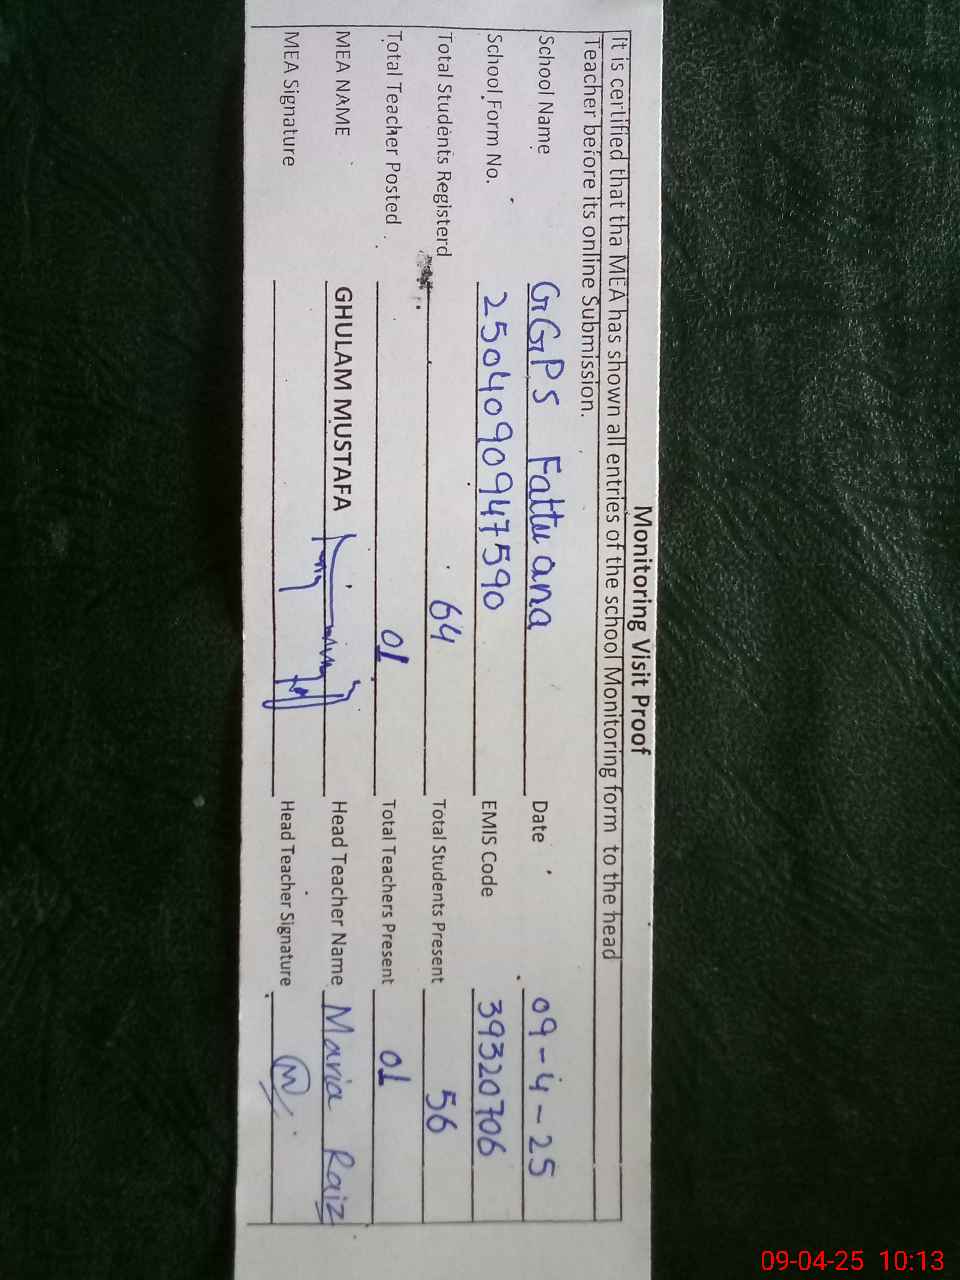 Monitoring Visit Proof
It is certified that tha MEA has shown all entries of the school Monitoring form to the head
Teacher before its online Submission.
School Name GGPS Fattuana Date 09-4-25
School Form No. 2504090947590 EMIS Code 39320706
Total Students Registerd 64 Total Students Present 56
Total Teacher Posted 01 Total Teachers Present 01
MEA NAME GHULAM MUSTAFA Head Teacher Name Maria Raiz
MEA Signature Head Teacher Signature M
09-04-25 10:13